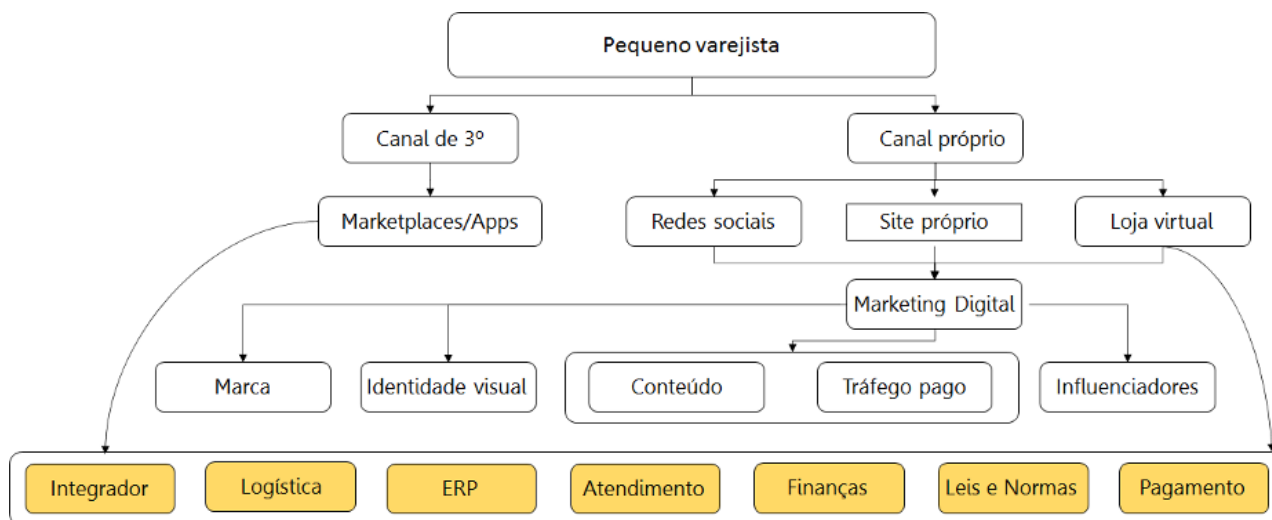 Pequeno varejista
Canal de 3º
Canal próprio
Marketplaces/Apps
Redes sociais
Site próprio
Loja virtual
Marketing Digital
Marca
Identidade visual
Conteúdo
Tráfego pago
Influenciadores
Integrador
Logística
ERP
Atendimento
Finanças
Leis e Normas
Pagamento